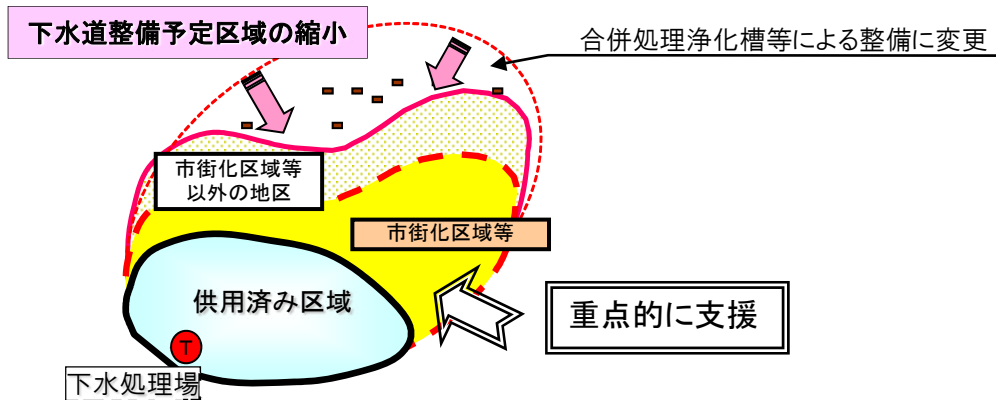 下水道整備予定区域の縮小
合併処理浄化槽等による整備に変更
市街化区域等
以外の地区
市街化区域等
供用済み区域
重点的に支援
T
下水処理場